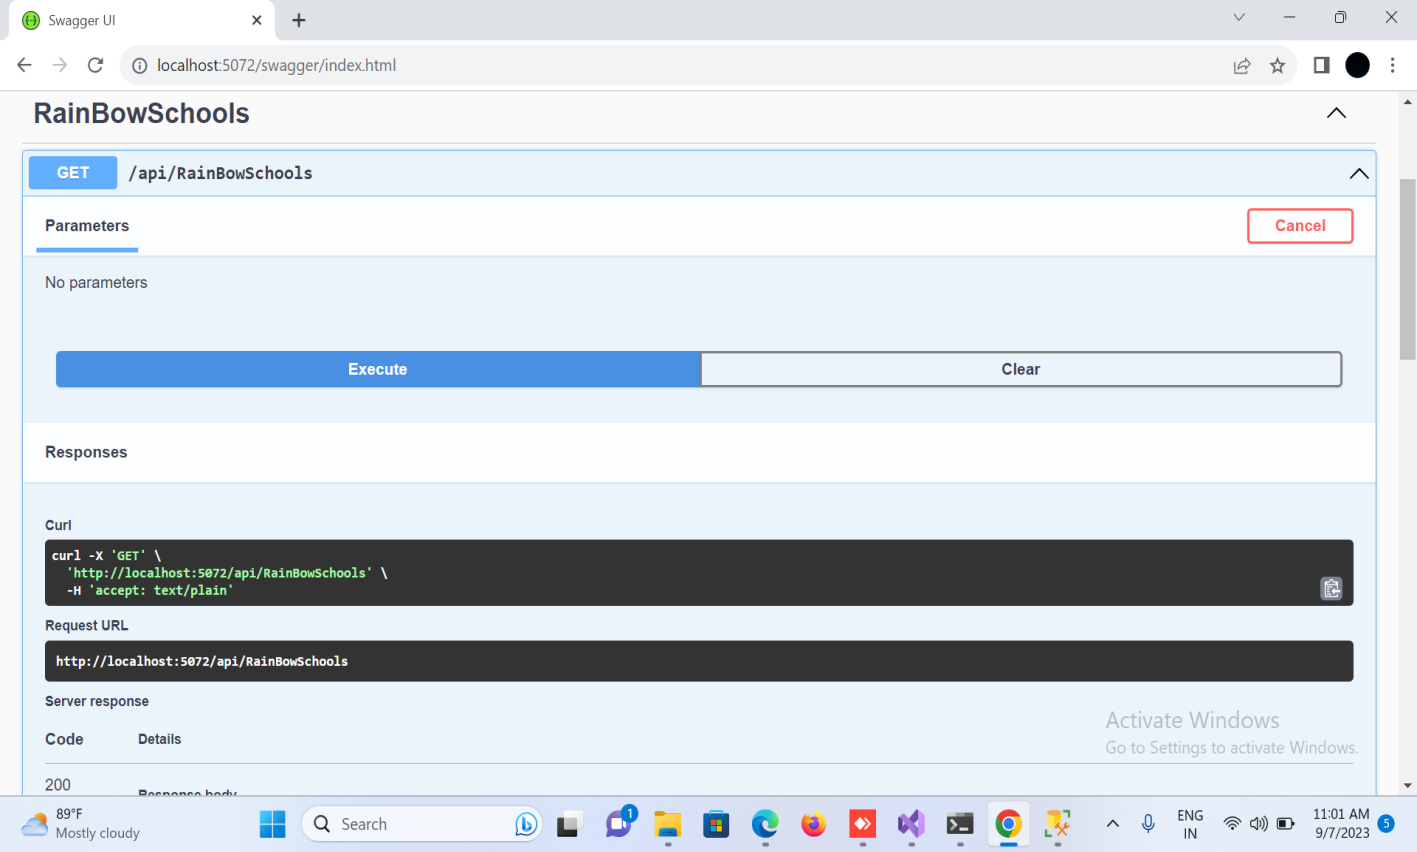 Swagger UI
localhost:5072/swagger/index.html
RainBowSchools
GET /api/RainBowSchools
Parameters
Cancel
No parameters
Execute
Clear
Responses
Curl
curl -X 'GET' \
'http://localhost:5072/api/RainBowSchools' \
-H 'accept: text/plain'
Request URL
http://localhost:5072/api/RainBowSchools
Server response
Code Details
Activate Windows
Go to Settings to activate Windows.
200
Response body
89°F
Mostly cloudy
Search
1
ENG
IN
11:01 AM
9/7/2023
5